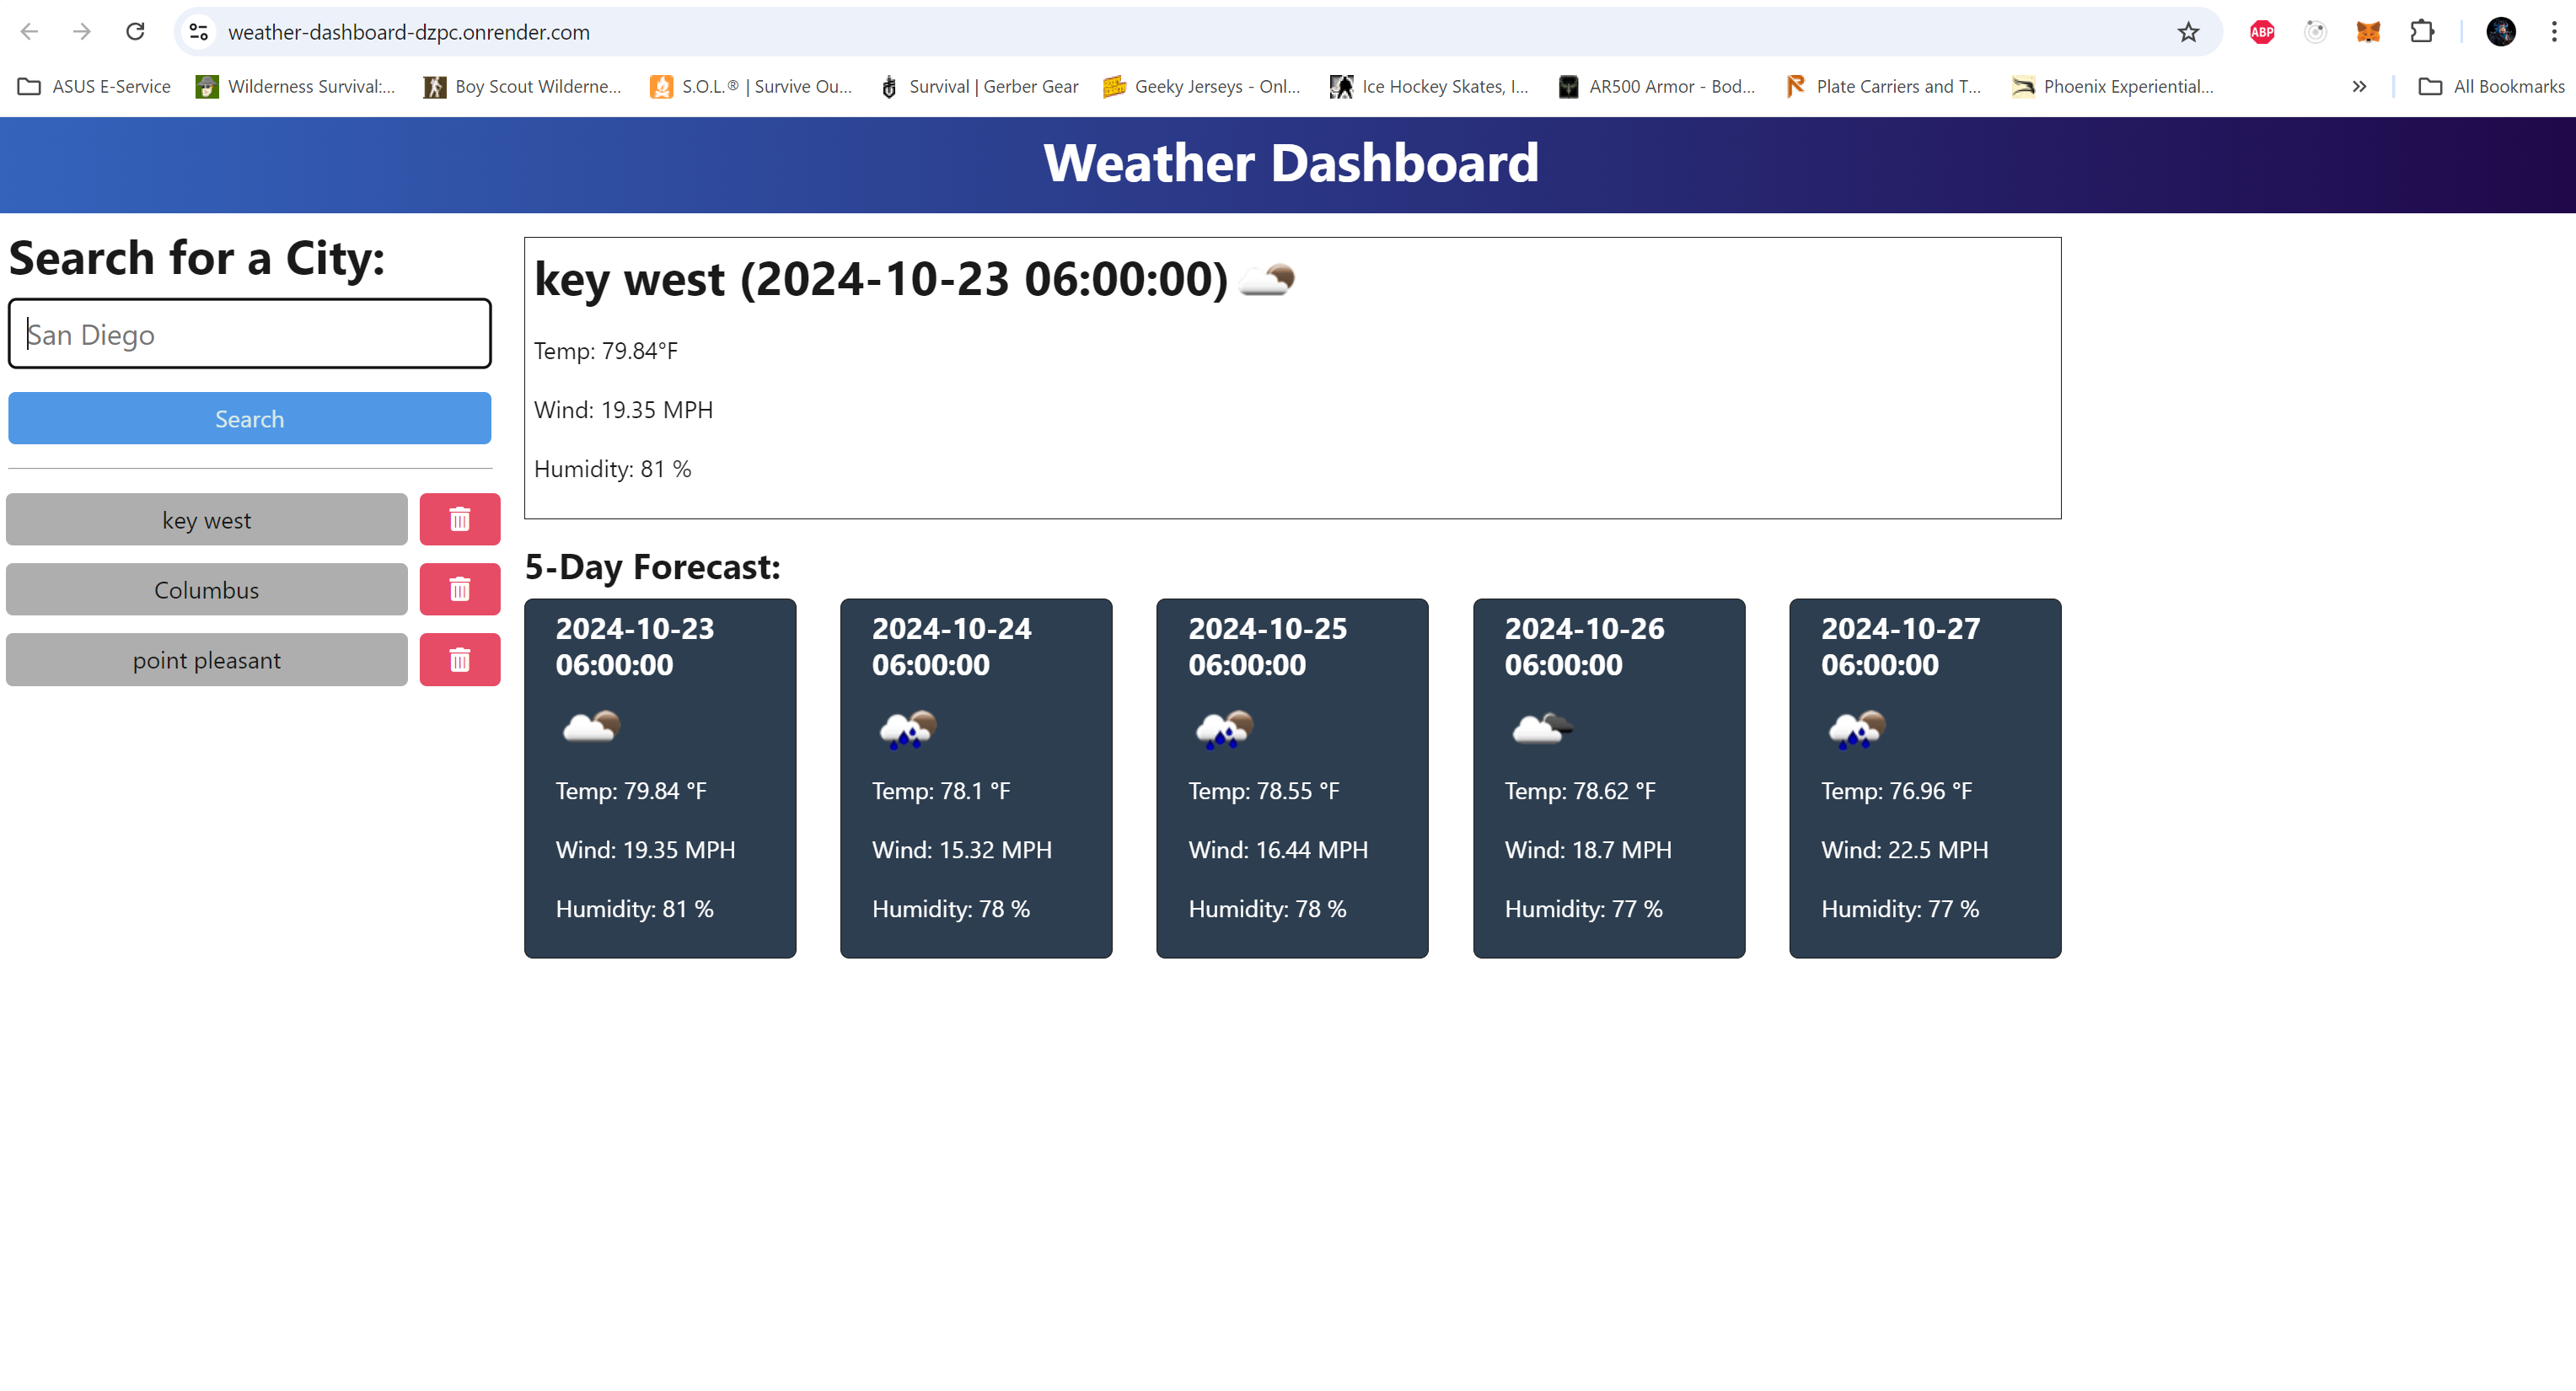 weather-dashboard-dzpc.onrender.com
ABP
ASUS E-Service
Wilderness Survival:...
Boy Scout Wilderne...
S.O.L.® | Survive Ou...
Survival | Gerber Gear
Geeky Jerseys - Onl...
Ice Hockey Skates, I...
AR500 Armor - Bod...
Plate Carriers and T...
Phoenix Experiential...
All Bookmarks
Weather Dashboard
Search for a City:
San Diego
Search
key west
Columbus
point pleasant
key west (2024-10-23 06:00:00)
Temp: 79.84°F
Wind: 19.35 MPH
Humidity: 81 %
5-Day Forecast:
2024-10-23
06:00:00
Temp: 79.84 °F
Wind: 19.35 MPH
Humidity: 81 %
2024-10-24
06:00:00
Temp: 78.1 °F
Wind: 15.32 MPH
Humidity: 78 %
2024-10-25
06:00:00
Temp: 78.55 °F
Wind: 16.44 MPH
Humidity: 78 %
2024-10-26
06:00:00
Temp: 78.62 °F
Wind: 18.7 MPH
Humidity: 77 %
2024-10-27
06:00:00
Temp: 76.96 °F
Wind: 22.5 MPH
Humidity: 77 %